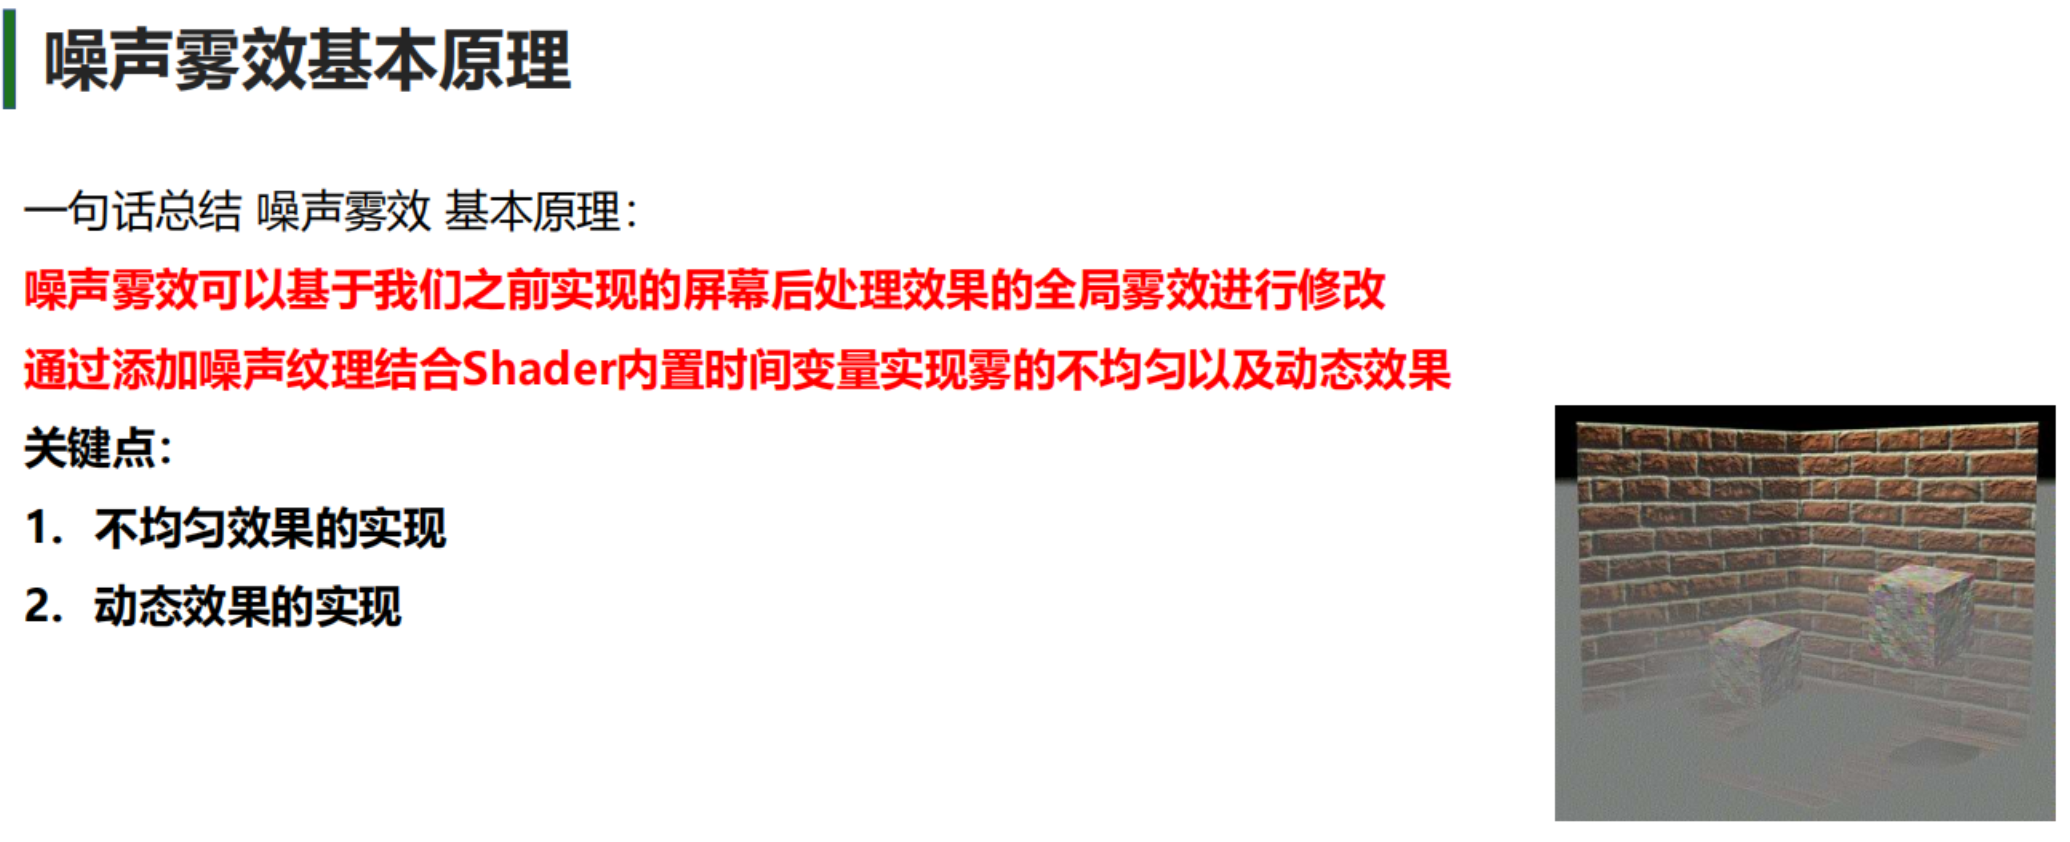 噪声雾效基本原理
一句话总结 噪声雾效 基本原理：
噪声雾效可以基于我们之前实现的屏幕后处理效果的全局雾效进行修改
通过添加噪声纹理结合Shader内置时间变量实现雾的不均匀以及动态效果
关键点：
1. 不均匀效果的实现
2. 动态效果的实现